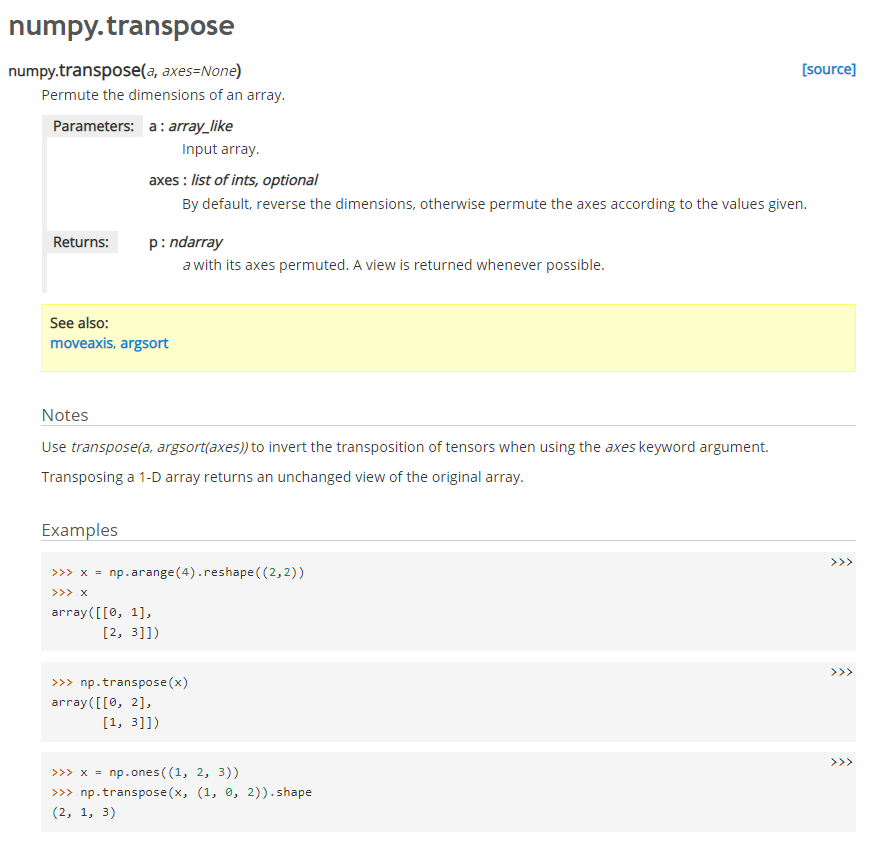 numpy.transpose
numpy.transpose(a, axes=None) [source]
Permute the dimensions of an array.
Parameters: a : array_like
Input array.
axes : list of ints, optional
By default, reverse the dimensions, otherwise permute the axes according to the values given.
Returns: p : ndarray
a with its axes permuted. A view is returned whenever possible.
See also:
moveaxis, argsort
Notes
Use transpose(a, argsort(axes)) to invert the transposition of tensors when using the axes keyword argument.
Transposing a 1-D array returns an unchanged view of the original array.
Examples
>>>
>>> x = np.arange(4).reshape((2,2))
>>> x
array([[0, 1],
       [2, 3]])
>>>
>>> np.transpose(x)
array([[0, 2],
       [1, 3]])
>>>
>>> x = np.ones((1, 2, 3))
>>> np.transpose(x, (1, 0, 2)).shape
(2, 1, 3)